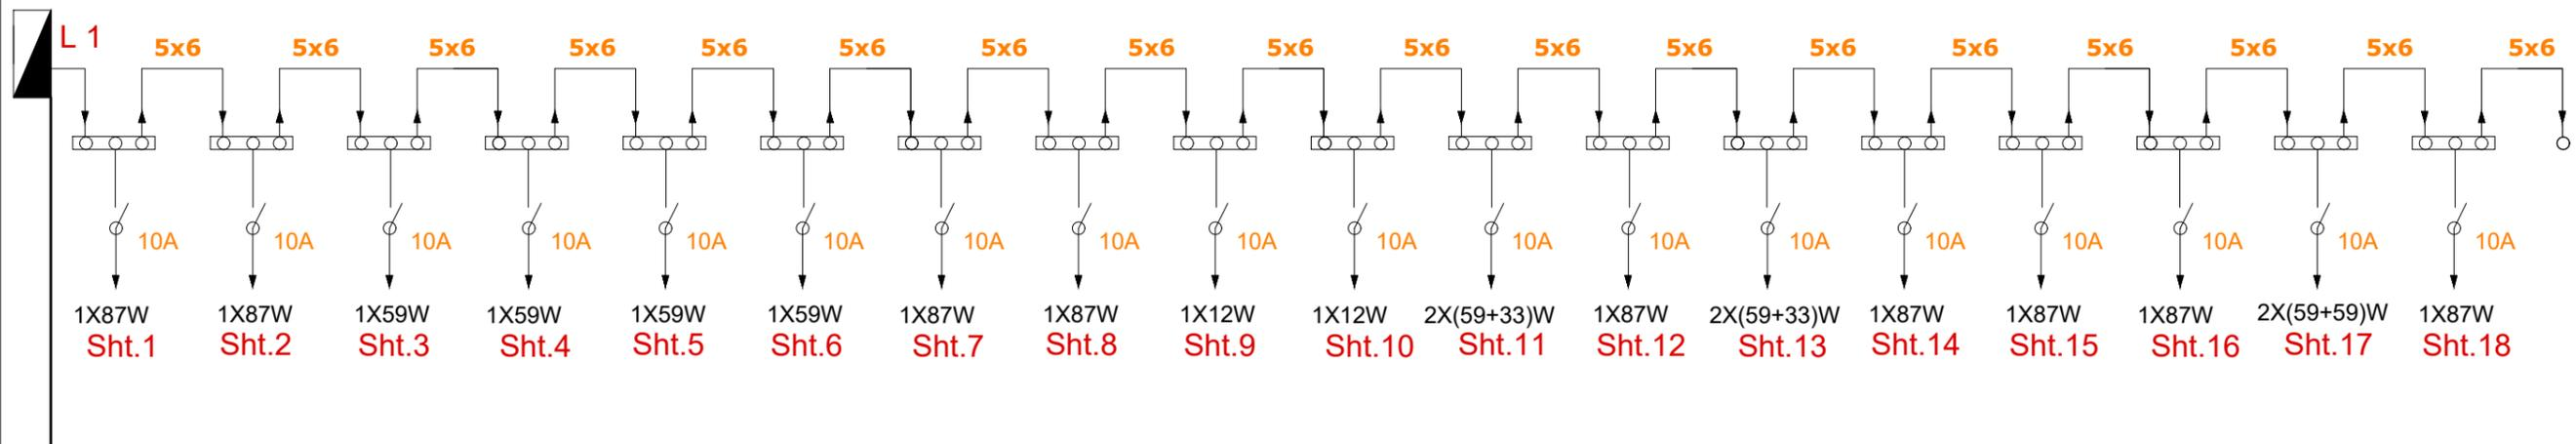 L 1
5x6 5x6 5x6 5x6 5x6 5x6 5x6 5x6 5x6 5x6 5x6 5x6 5x6 5x6 5x6 5x6 5x6 5x6
10A 10A 10A 10A 10A 10A 10A 10A 10A 10A 10A 10A 10A 10A 10A 10A 10A 10A
1X87W 1X87W 1X59W 1X59W 1X59W 1X59W 1X87W 1X87W 1X12W 1X12W 2X(59+33)W 1X87W 2X(59+33)W 1X87W 1X87W 1X87W 2X(59+59)W 1X87W
Sht.1 Sht.2 Sht.3 Sht.4 Sht.5 Sht.6 Sht.7 Sht.8 Sht.9 Sht.10 Sht.11 Sht.12 Sht.13 Sht.14 Sht.15 Sht.16 Sht.17 Sht.18